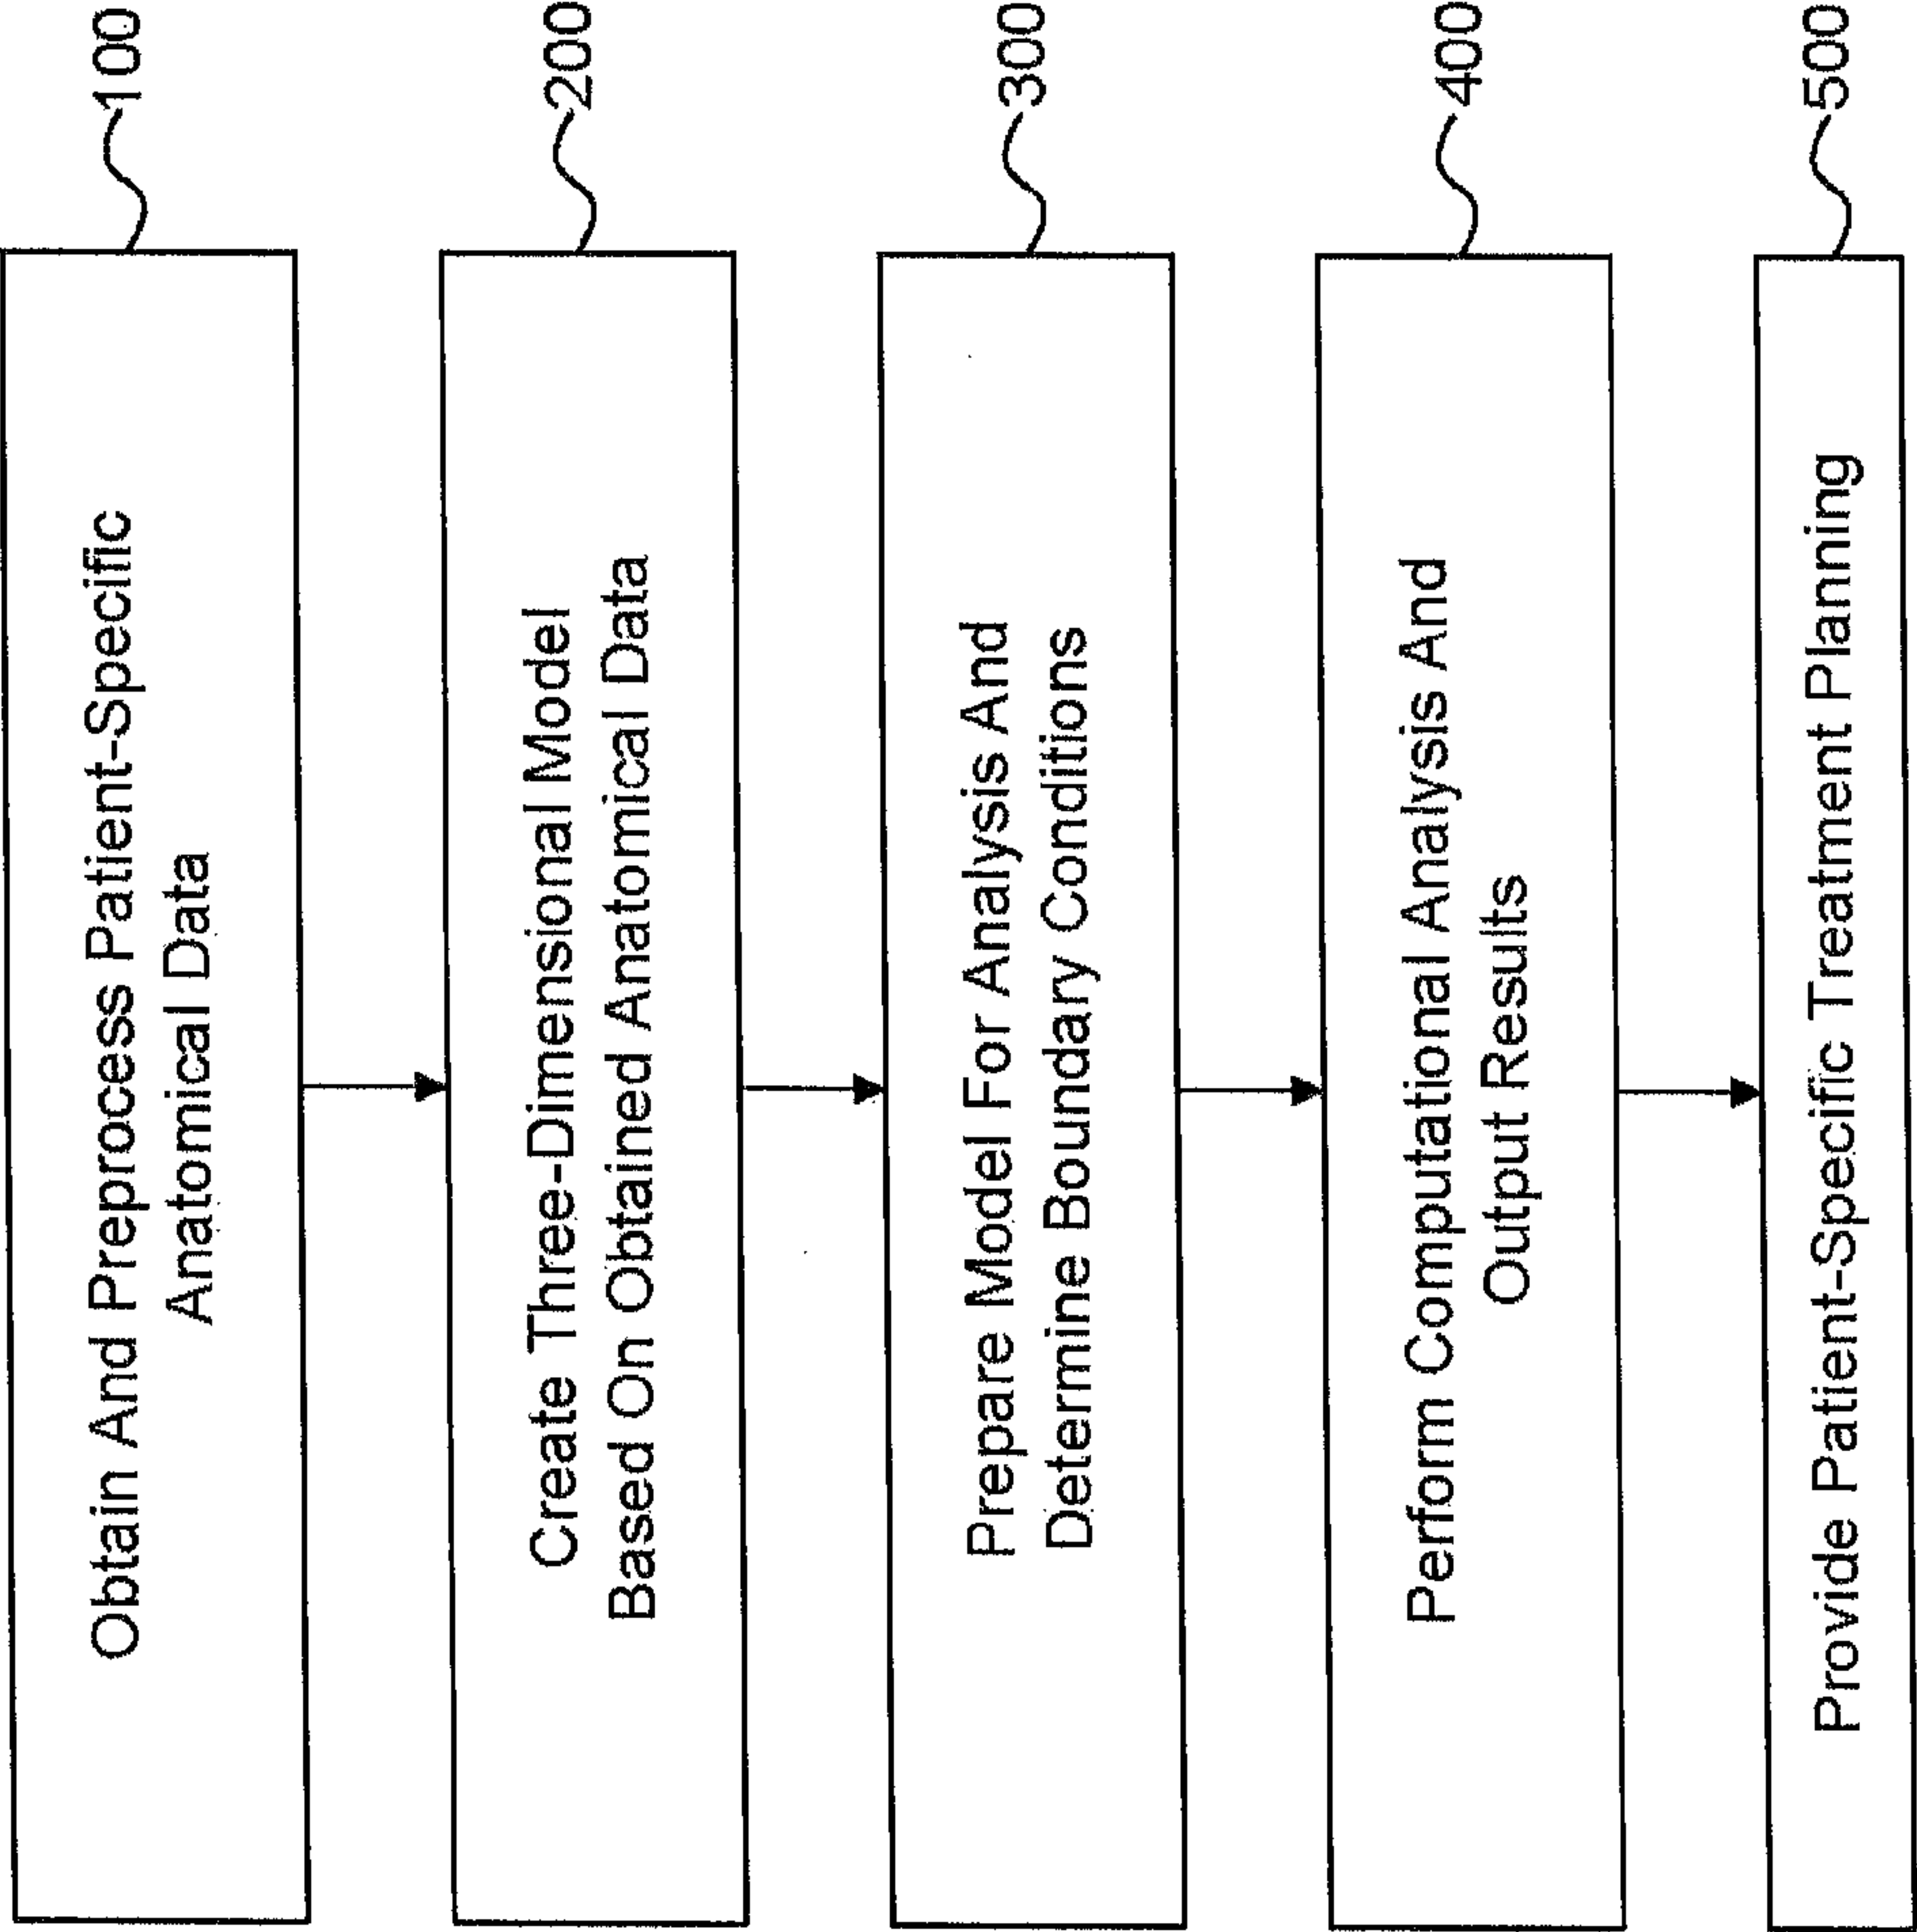 Obtain And Preprocess Patient-Specific
Anatomical Data
100
Create Three-Dimensional Model
Based On Obtained Anatomical Data
200
Prepare Model For Analysis And
Determine Boundary Conditions
300
Perform Computational Analysis And
Output Results
400
Provide Patient-Specific Treatment Planning
500